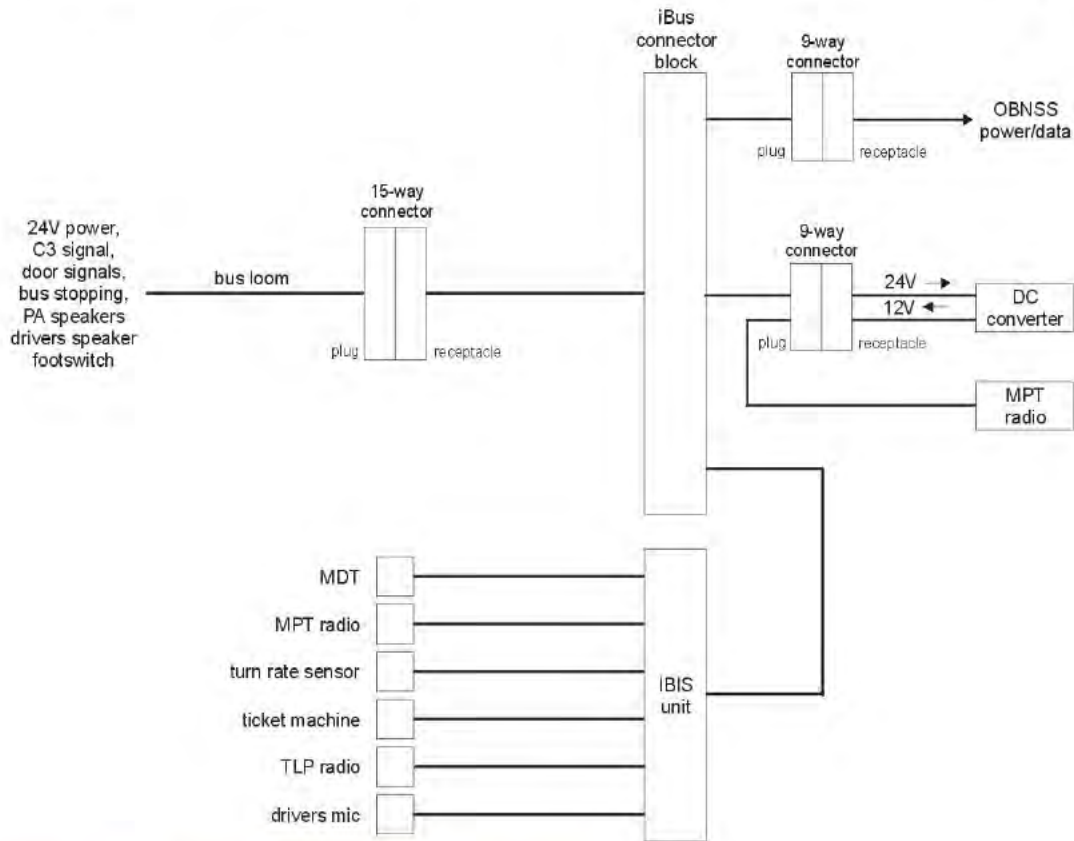 iBus
connector
block
9-way
connector
OBNSS
power/data
plug
receptacle
15-way
connector
24V power,
C3 signal,
door signals,
bus stopping,
PA speakers
drivers speaker
footswitch
bus loom
plug
receptacle
9-way
connector
24V
12V
DC
converter
plug
receptacle
MPT
radio
MDT
MPT radio
turn rate sensor
ticket machine
TLP radio
drivers mic
IBIS
unit